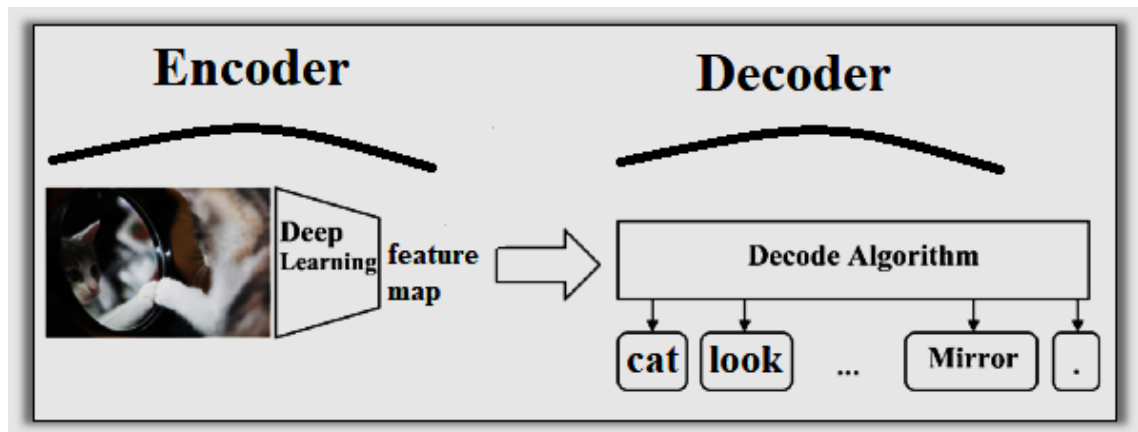 Encoder
Decoder
Deep
Learning
feature
map
Decode Algorithm
cat
look
...
Mirror
.